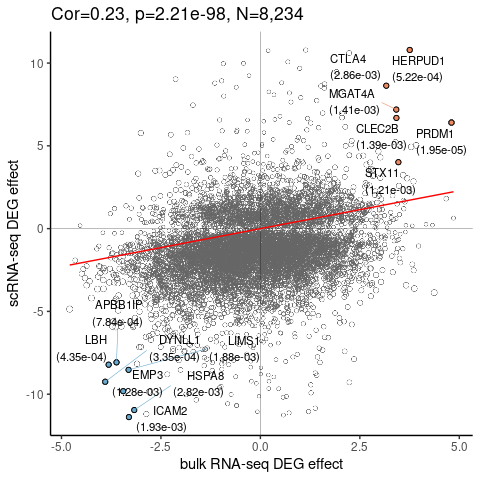 Cor=0.23, p=2.21e-98, N=8,234
10
5
0
-5
-10
-5.0
-2.5
0.0
2.5
5.0
scRNA-seq DEG effect
bulk RNA-seq DEG effect
CTLA4
(2.86e-03)
HERPUD1
(5.22e-04)
MGAT4A
(1.41e-03)
CLEC2B
(1.39e-03)
PRDM1
(1.95e-05)
STX11
(1.21e-03)
APBB1IP
(7.84e-04)
LBH
(4.35e-04)
DYNLL1
(3.35e-04)
LIMS1
(1.88e-03)
EMP3
(1.28e-03)
HSPA8
(2.82e-03)
ICAM2
(1.93e-03)